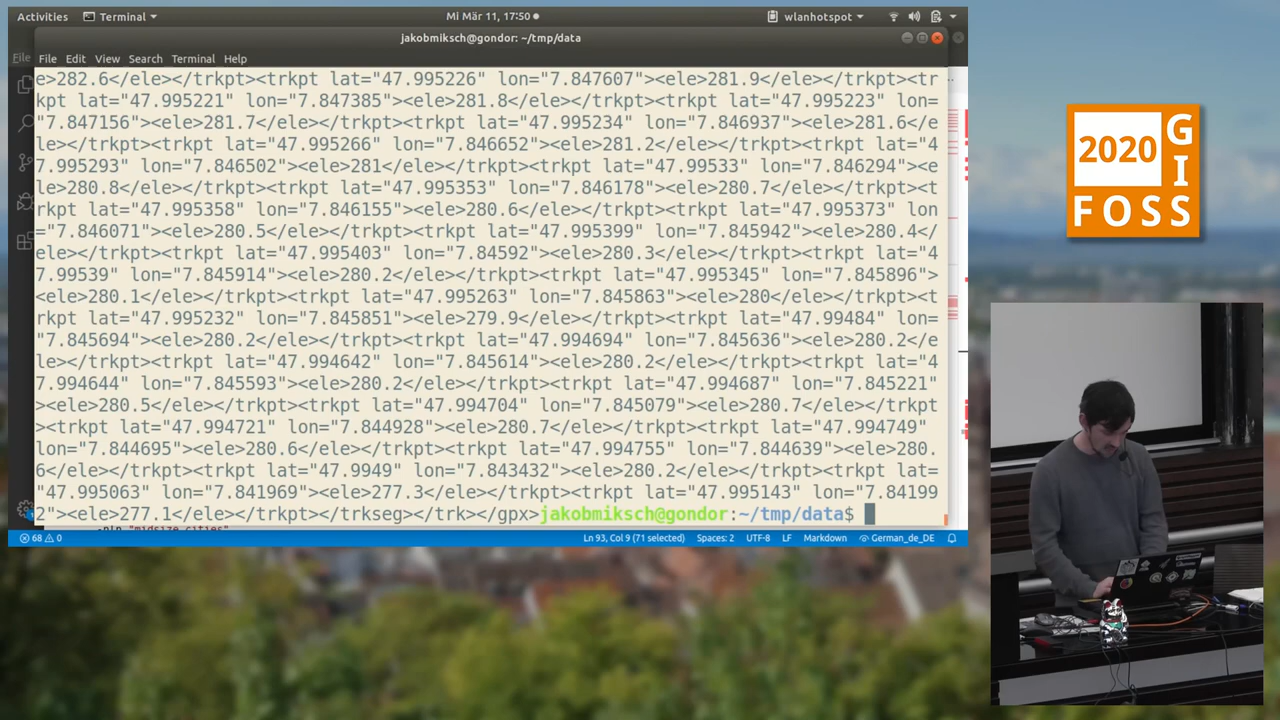 Activities Terminal Mi Mär 11, 17:50 wlanhotspot
jakobmiksch@gondor: ~/tmp/data
File File Edit View Search Terminal Help
e>282.6</ele></trkpt><trkpt lat="47.995226" lon="7.847607"><ele>281.9</ele></trkpt><tr
kpt lat="47.995221" lon="7.847385"><ele>281.8</ele></trkpt><trkpt lat="47.995223" lon=
"7.847156"><ele>281.7</ele></trkpt><trkpt lat="47.995234" lon="7.846937"><ele>281.6</e
le></trkpt><trkpt lat="47.995266" lon="7.846652"><ele>281.2</ele></trkpt><trkpt lat="4
7.995293" lon="7.846502"><ele>281</ele></trkpt><trkpt lat="47.99533" lon="7.846294"><e
le>280.8</ele></trkpt><trkpt lat="47.995353" lon="7.846178"><ele>280.7</ele></trkpt><t
rkpt lat="47.995358" lon="7.846155"><ele>280.6</ele></trkpt><trkpt lat="47.995373" lon
="7.846071"><ele>280.5</ele></trkpt><trkpt lat="47.995399" lon="7.845942"><ele>280.4</
ele></trkpt><trkpt lat="47.995403" lon="7.84592"><ele>280.3</ele></trkpt><trkpt lat="4
7.99539" lon="7.845914"><ele>280.2</ele></trkpt><trkpt lat="47.995345" lon="7.845896">
<ele>280.1</ele></trkpt><trkpt lat="47.995263" lon="7.845863"><ele>280</ele></trkpt><t
rkpt lat="47.995232" lon="7.845851"><ele>279.9</ele></trkpt><trkpt lat="47.99484" lon=
"7.845694"><ele>280.2</ele></trkpt><trkpt lat="47.994694" lon="7.845636"><ele>280.2</e
le></trkpt><trkpt lat="47.994642" lon="7.845614"><ele>280.2</ele></trkpt><trkpt lat="4
7.994644" lon="7.845593"><ele>280.2</ele></trkpt><trkpt lat="47.994687" lon="7.845221"
><ele>280.5</ele></trkpt><trkpt lat="47.994704" lon="7.845079"><ele>280.7</ele></trkpt
><trkpt lat="47.994721" lon="7.844928"><ele>280.7</ele></trkpt><trkpt lat="47.994749"
lon="7.844695"><ele>280.6</ele></trkpt><trkpt lat="47.994755" lon="7.844639"><ele>280.
6</ele></trkpt><trkpt lat="47.9949" lon="7.843432"><ele>280.2</ele></trkpt><trkpt lat=
"47.995063" lon="7.841969"><ele>277.3</ele></trkpt><trkpt lat="47.995143" lon="7.84199
2"><ele>277.1</ele></trkpt></trkseg></trk></gpx>jakobmiksch@gondor:~/tmp/data$
-nln "midsize_cities"
68 0 Ln 93, Col 9 (71 selected) Spaces: 2 UTF-8 LF Markdown German_de_DE
2020
G
I
FOSS